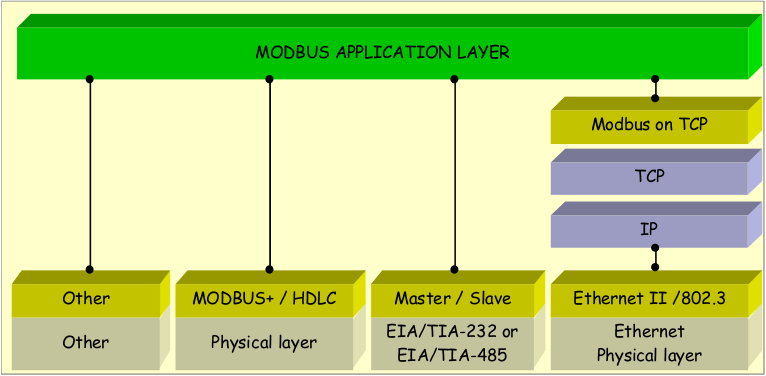 MODBUS APPLICATION LAYER
Modbus on TCP
TCP
IP
Other
MODBUS+ / HDLC
Master / Slave
Ethernet II /802.3
Other
Physical layer
EIA/TIA-232 or
EIA/TIA-485
Ethernet
Physical layer